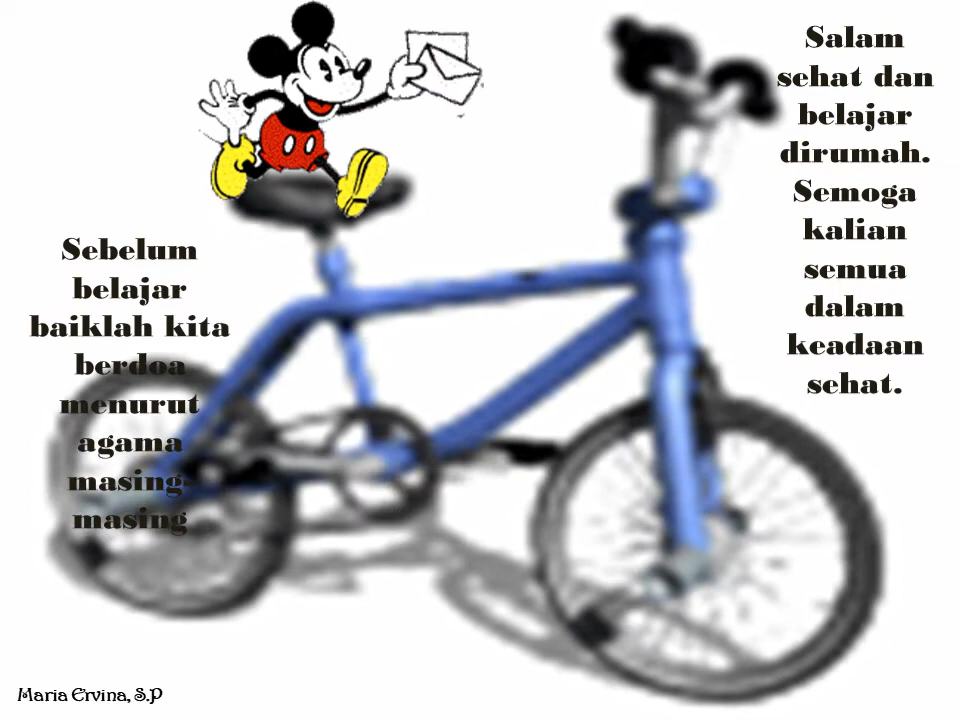 Salam
sehat dan
belajar
dirumah.
Semoga
kalian
semua
dalam
keadaan
sehat.
Sebelum
belajar
baiklah kita
berdoa
menurut
agama
masing-
masing
Maria Ervina, S.P